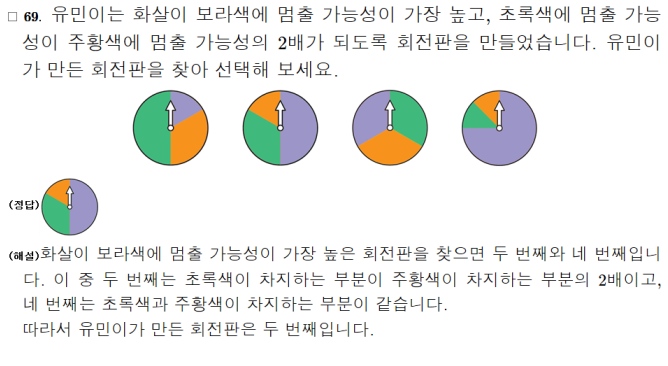 □ 69. 유민이는 화살이 보라색에 멈출 가능성이 가장 높고, 초록색에 멈출 가능
성이 주황색에 멈출 가능성의 2배가 되도록 회전판을 만들었습니다. 유민이
가 만든 회전판을 찾아 선택해 보세요.
(정답)
(해설)화살이 보라색에 멈출 가능성이 가장 높은 회전판을 찾으면 두 번째와 네 번째입니
다. 이 중 두 번째는 초록색이 차지하는 부분이 주황색이 차지하는 부분의 2배이고,
네 번째는 초록색과 주황색이 차지하는 부분이 같습니다.
따라서 유민이가 만든 회전판은 두 번째입니다.